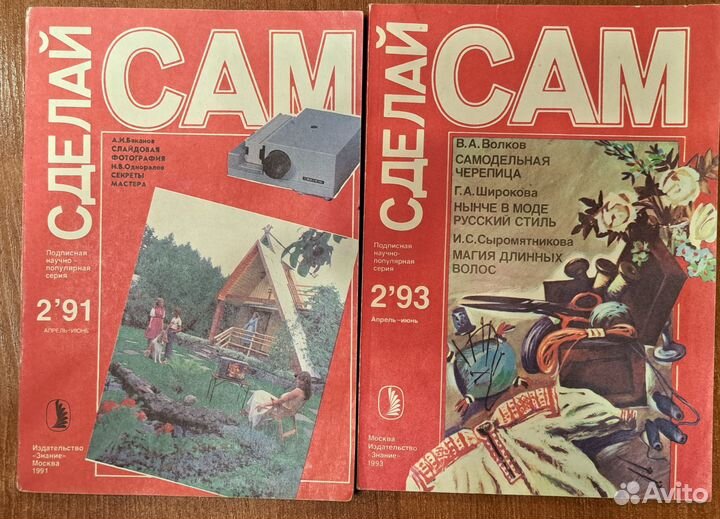 СДЕЛАЙ
САМ
А.И.Баканов
СЛАЙДОВАЯ
ФОТОГРАФИЯ
Н.В.Одноралов
СЕКРЕТЫ
МАСТЕРА
Подписная
научно-
популярная
серия
2'91
АПРЕЛЬ-ИЮНЬ
Издательство
«Знание»
Москва
1991
СДЕЛАЙ
САМ
В.А.Волков
САМОДЕЛЬНАЯ
ЧЕРЕПИЦА
Г.А.Широкова
НЫНЧЕ В МОДЕ
РУССКИЙ СТИЛЬ
И.С.Сыромятникова
МАГИЯ ДЛИННЫХ
ВОЛОС
Подписная
научно-
популярная
серия
2'93
Апрель-июнь
Москва
Издательство
«Знание»
1993
Avito